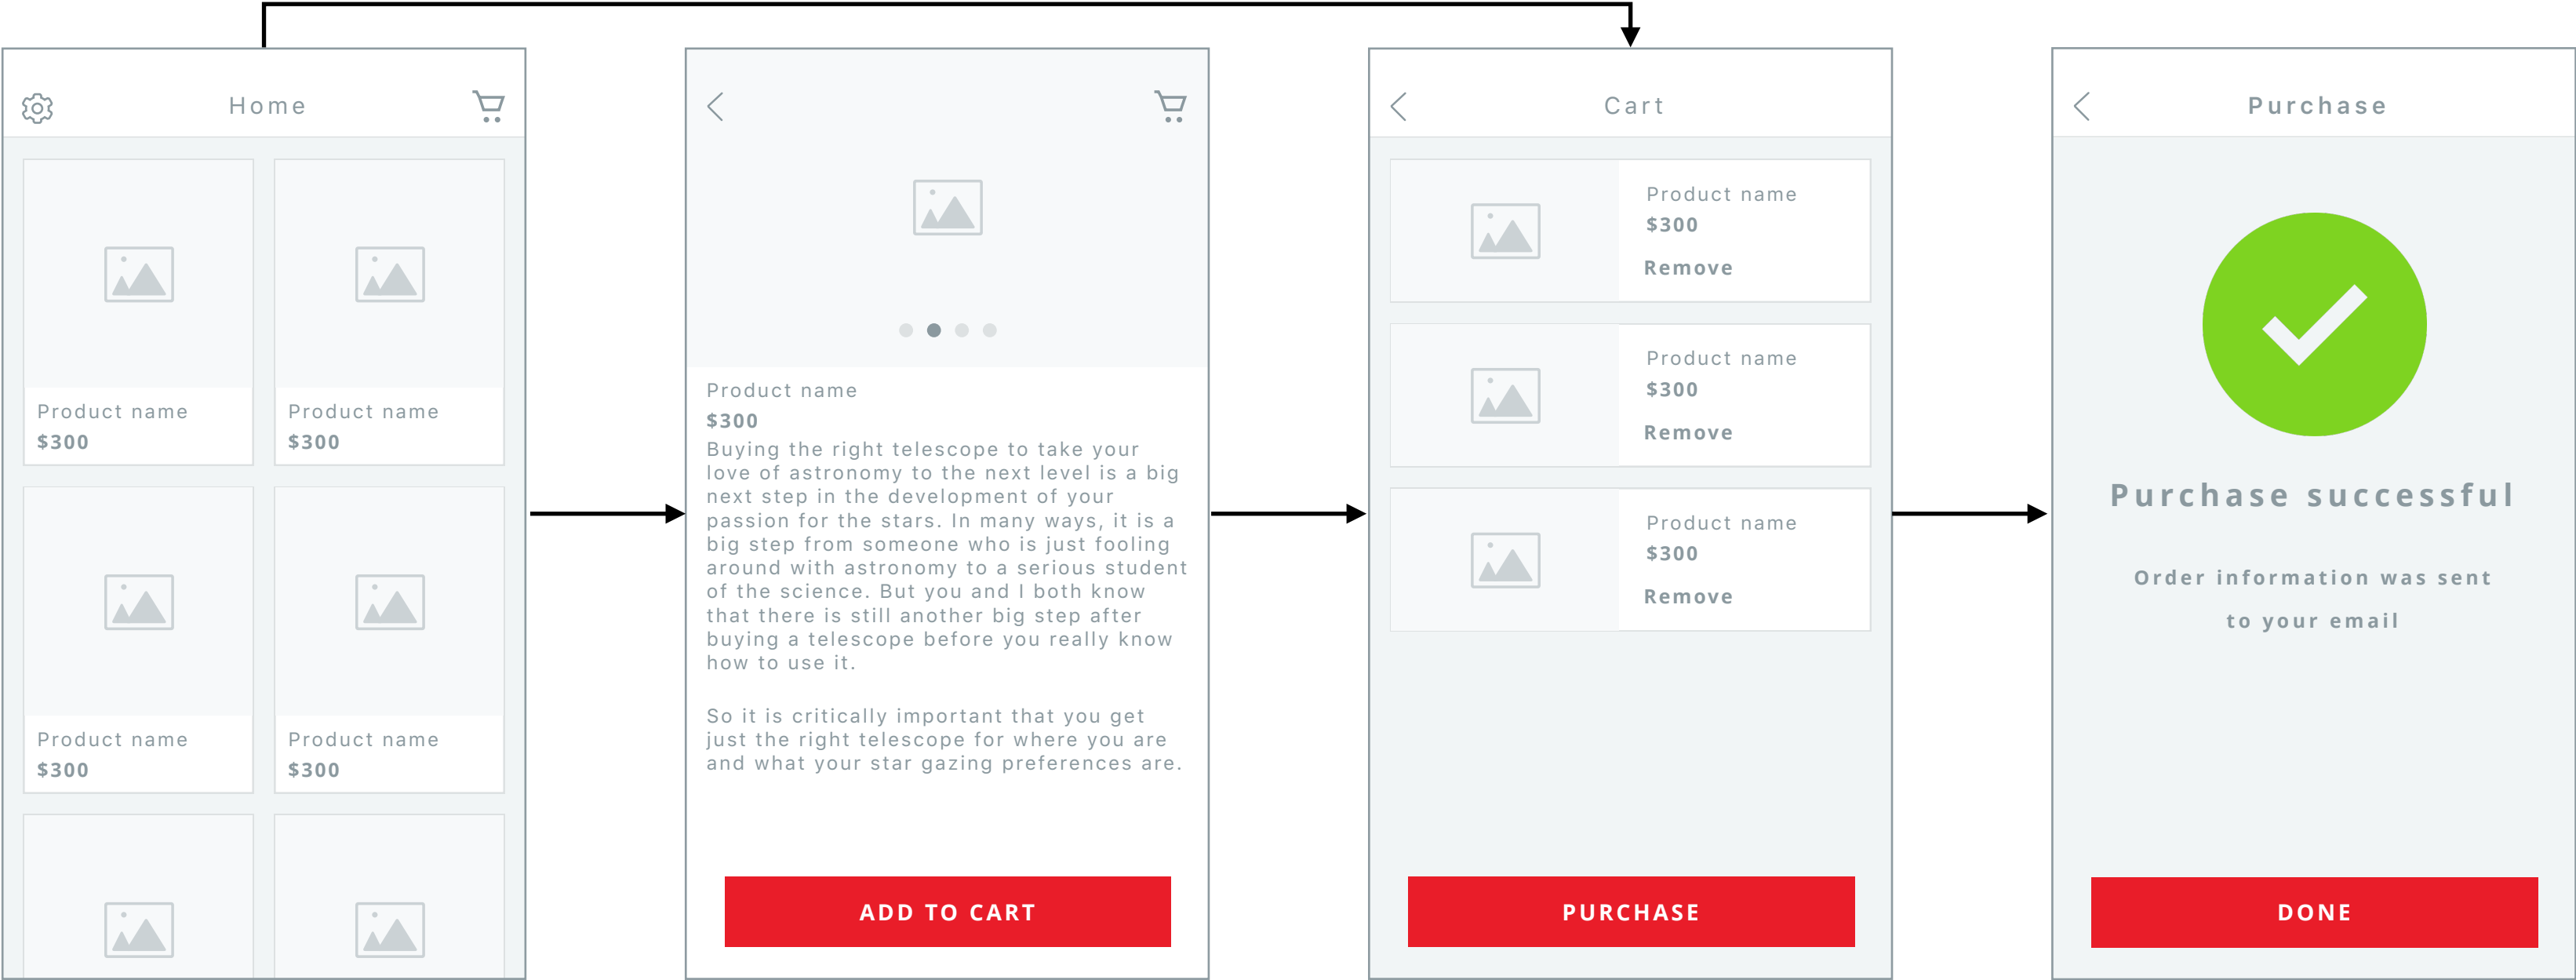 Home
Product name
$300
Product name
$300
Product name
$300
Product name
$300
Product name
$300
Buying the right telescope to take your
love of astronomy to the next level is a big
next step in the development of your
passion for the stars. In many ways, it is a
big step from someone who is just fooling
around with astronomy to a serious student
of the science. But you and I both know
that there is still another big step after
buying a telescope before you really know
how to use it.
So it is critically important that you get
just the right telescope for where you are
and what your star gazing preferences are.
ADD TO CART
Cart
Product name
$300
Remove
Product name
$300
Remove
Product name
$300
Remove
PURCHASE
Purchase
Purchase successful
Order information was sent
to your email
DONE